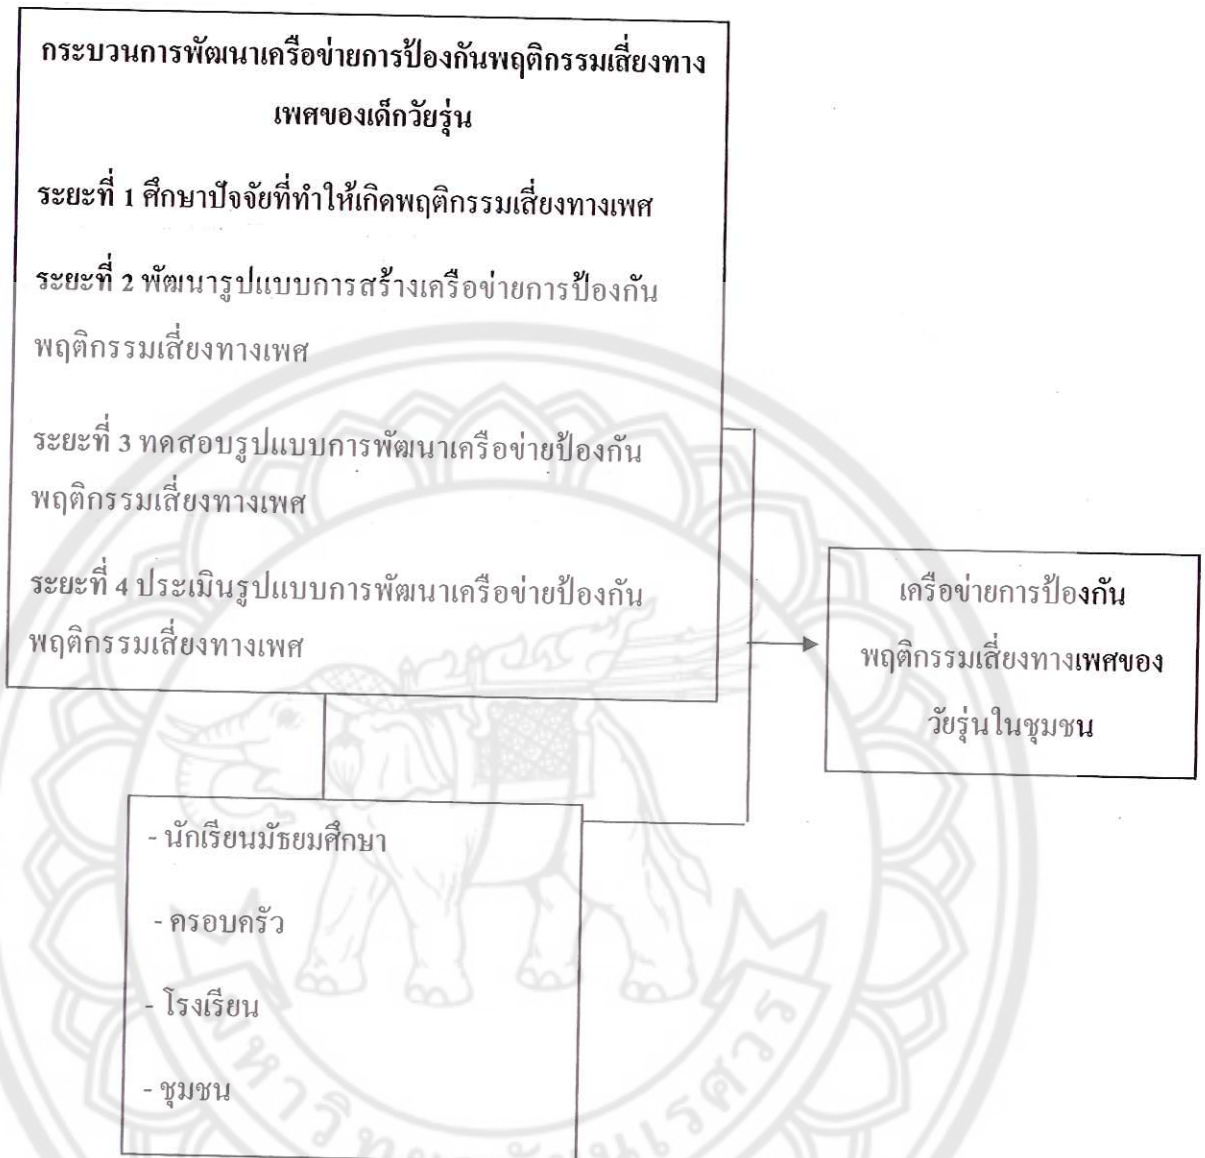 กระบวนการพัฒนาเครือข่ายการป้องกันพฤติกรรมเสี่ยงทาง
เพศของเด็กวัยรุ่น
ระยะที่ 1 ศึกษาปัจจัยที่ทำให้เกิดพฤติกรรมเสี่ยงทางเพศ
ระยะที่ 2 พัฒนารูปแบบการสร้างเครือข่ายการป้องกัน
พฤติกรรมเสี่ยงทางเพศ
ระยะที่ 3 ทดสอบรูปแบบการพัฒนาเครือข่ายป้องกัน
พฤติกรรมเสี่ยงทางเพศ
ระยะที่ 4 ประเมินรูปแบบการพัฒนาเครือข่ายป้องกัน
พฤติกรรมเสี่ยงทางเพศ
เครือข่ายการป้องกัน
พฤติกรรมเสี่ยงทางเพศของ
วัยรุ่นในชุมชน
- นักเรียนมัธยมศึกษา
- ครอบครัว
- โรงเรียน
- ชุมชน
มหาวิทยาลัยนเรศวร